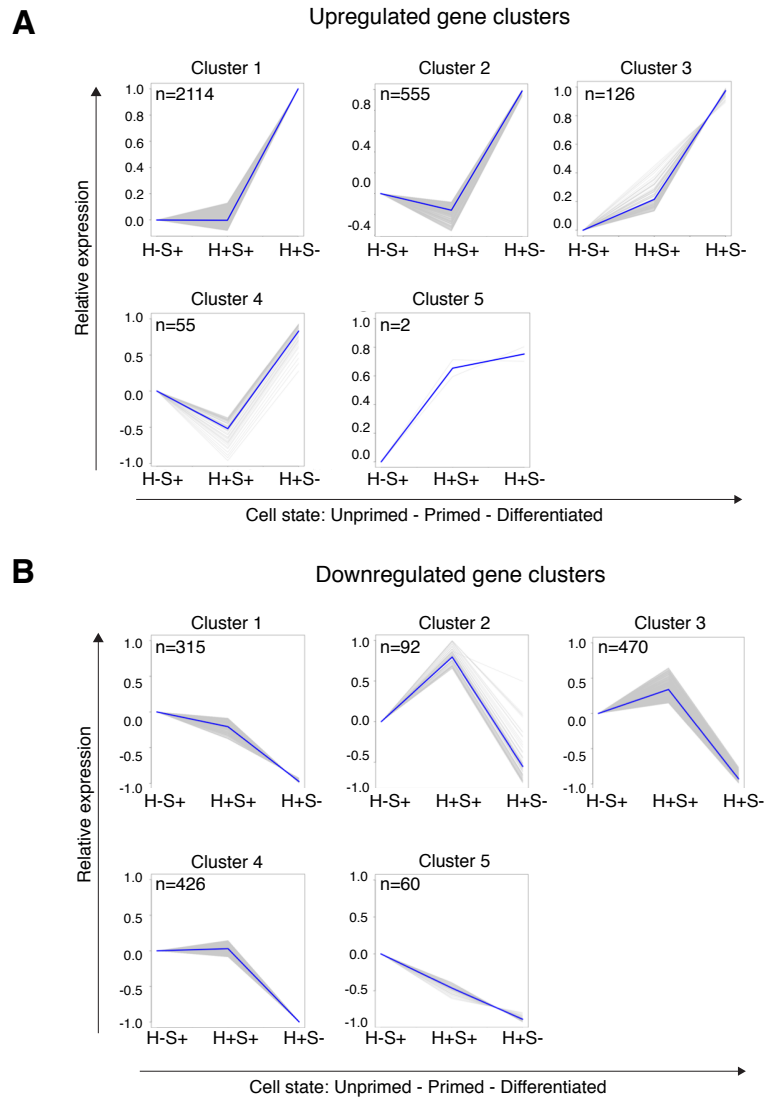 A
Upregulated gene clusters
Cluster 1
Cluster 2
Cluster 3
n=2114
n=555
n=126
1.0
0.8
0.6
0.4
0.2
0.0
0.8
0.4
0.0
-0.4
1.0
0.8
0.6
0.4
0.2
0.0
H-S+ H+S+ H+S-
H-S+ H+S+ H+S-
H-S+ H+S+ H+S-
Relative expression
Cluster 4
Cluster 5
n=55
n=2
1.0
0.5
0.0
-0.5
-1.0
1.0
0.8
0.6
0.4
0.2
0.0
H-S+ H+S+ H+S-
H-S+ H+S+ H+S-
Cell state: Unprimed - Primed - Differentiated
B
Downregulated gene clusters
Cluster 1
Cluster 2
Cluster 3
n=315
n=92
n=470
1.0
0.5
0.0
-0.5
-1.0
1.0
0.5
0.0
-0.5
-1.0
1.0
0.5
0.0
-0.5
-1.0
H-S+ H+S+ H+S-
H-S+ H+S+ H+S-
H-S+ H+S+ H+S-
Relative expression
Cluster 4
Cluster 5
n=426
n=60
1.0
0.5
0.0
-0.5
-1.0
1.0
0.5
0.0
-0.5
-1.0
H-S+ H+S+ H+S-
H-S+ H+S+ H+S-
Cell state: Unprimed - Primed - Differentiated